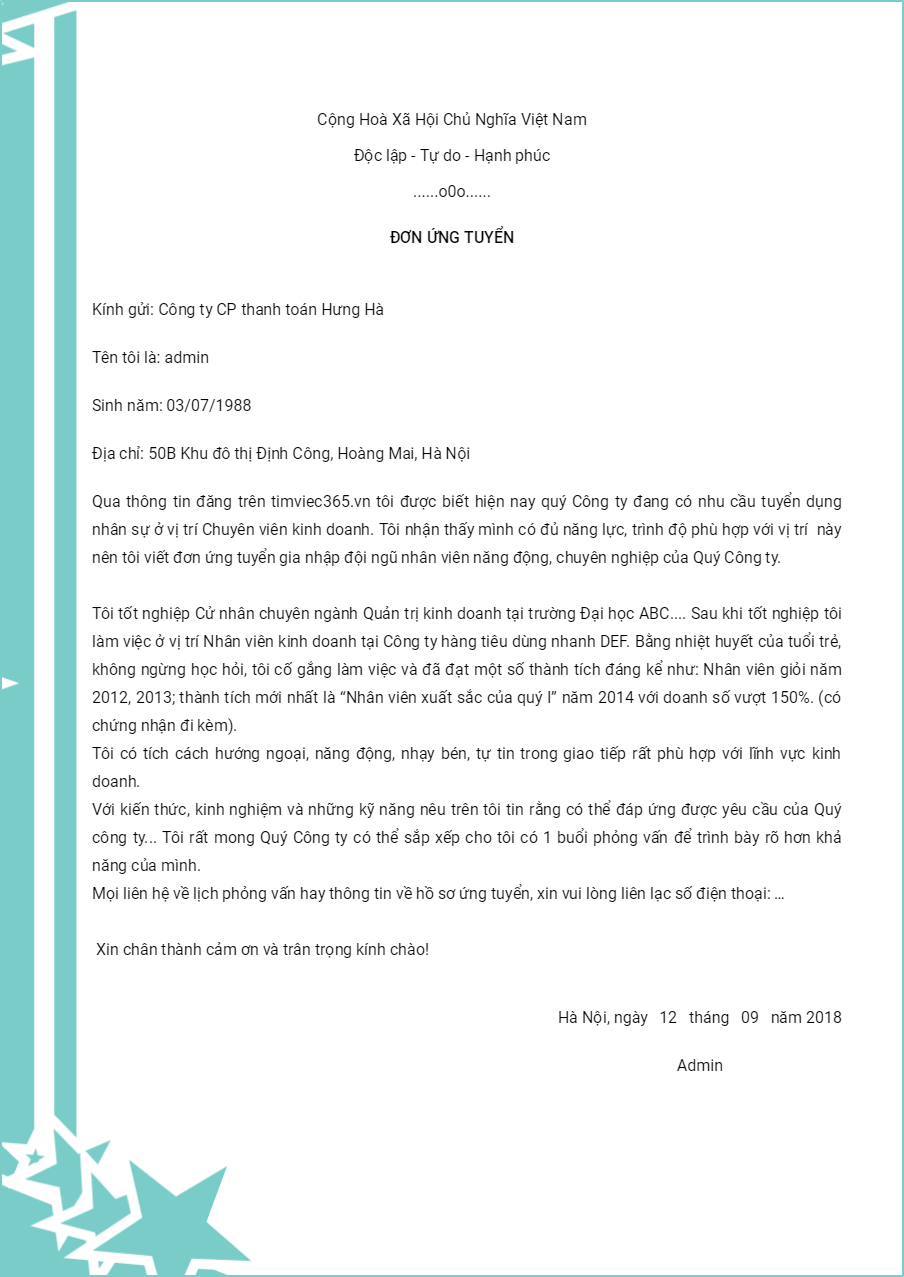 Cộng Hoà Xã Hội Chủ Nghĩa Việt Nam
Độc lập - Tự do - Hạnh phúc
......o0o......
ĐƠN ỨNG TUYỂN
Kính gửi: Công ty CP thanh toán Hưng Hà
Tên tôi là: admin
Sinh năm: 03/07/1988
Địa chỉ: 50B Khu đô thị Định Công, Hoàng Mai, Hà Nội
Qua thông tin đăng trên timviec365.vn tôi được biết hiện nay quý Công ty đang có nhu cầu tuyển dụng
nhân sự ở vị trí Chuyên viên kinh doanh. Tôi nhận thấy mình có đủ năng lực, trình độ phù hợp với vị trí  này
nên tôi viết đơn ứng tuyển gia nhập đội ngũ nhân viên năng động, chuyên nghiệp của Quý Công ty.
Tôi tốt nghiệp Cử nhân chuyên ngành Quản trị kinh doanh tại trường Đại học ABC.... Sau khi tốt nghiệp tôi
làm việc ở vị trí Nhân viên kinh doanh tại Công ty hàng tiêu dùng nhanh DEF. Bằng nhiệt huyết của tuổi trẻ,
không ngừng học hỏi, tôi cố gắng làm việc và đã đạt một số thành tích đáng kể như: Nhân viên giỏi năm
2012, 2013; thành tích mới nhất là “Nhân viên xuất sắc của quý I” năm 2014 với doanh số vượt 150%. (có
chứng nhận đi kèm).
Tôi có tích cách hướng ngoại, năng động, nhạy bén, tự tin trong giao tiếp rất phù hợp với lĩnh vực kinh
doanh.
Với kiến thức, kinh nghiệm và những kỹ năng nêu trên tôi tin rằng có thể đáp ứng được yêu cầu của Quý
công ty... Tôi rất mong Quý Công ty có thể sắp xếp cho tôi có 1 buổi phỏng vấn để trình bày rõ hơn khả
năng của mình.
Mọi liên hệ về lịch phỏng vấn hay thông tin về hồ sơ ứng tuyển, xin vui lòng liên lạc số điện thoại: …
Xin chân thành cảm ơn và trân trọng kính chào!
Hà Nội, ngày 12 tháng 09 năm 2018
Admin